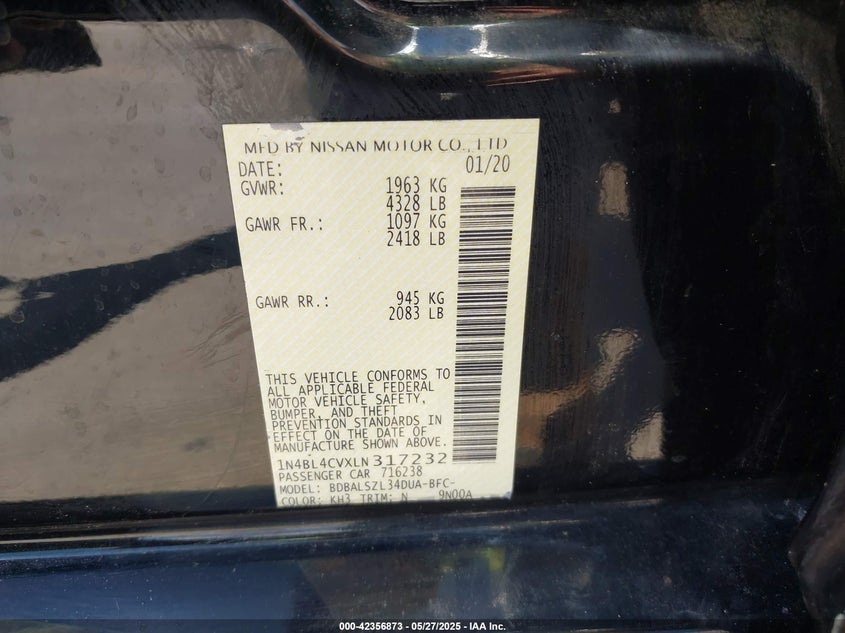 MFD BY NISSAN MOTOR CO., LTD
DATE: 01/20
GVWR: 1963 KG
4328 LB
GAWR FR.: 1097 KG
2418 LB
GAWR RR.: 945 KG
2083 LB
THIS VEHICLE CONFORMS TO
ALL APPLICABLE FEDERAL
MOTOR VEHICLE SAFETY,
BUMPER, AND THEFT
PREVENTION STANDARDS IN
EFFECT ON THE DATE OF
MANUFACTURE SHOWN ABOVE.
1N4BL4CVXLN317232
PASSENGER CAR 716238
MODEL: BDBALSZL34DUA-BFC-
COLOR: KH3 TRIM: N 9N00A
000-42356873 - 05/27/2025 - IAA Inc.